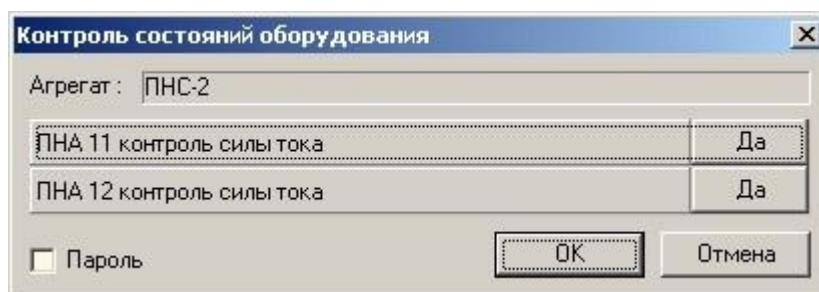 Контроль состояний оборудования
Агрегат : ПНС-2
ПНА 11 контроль силы тока Да
ПНА 12 контроль силы тока Да
Пароль OK Отмена